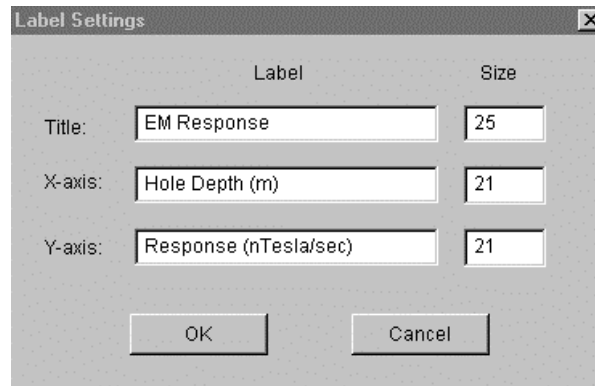 Label Settings
Label Size
Title: EM Response 25
X-axis: Hole Depth (m) 21
Y-axis: Response (nTesla/sec) 21
OK Cancel